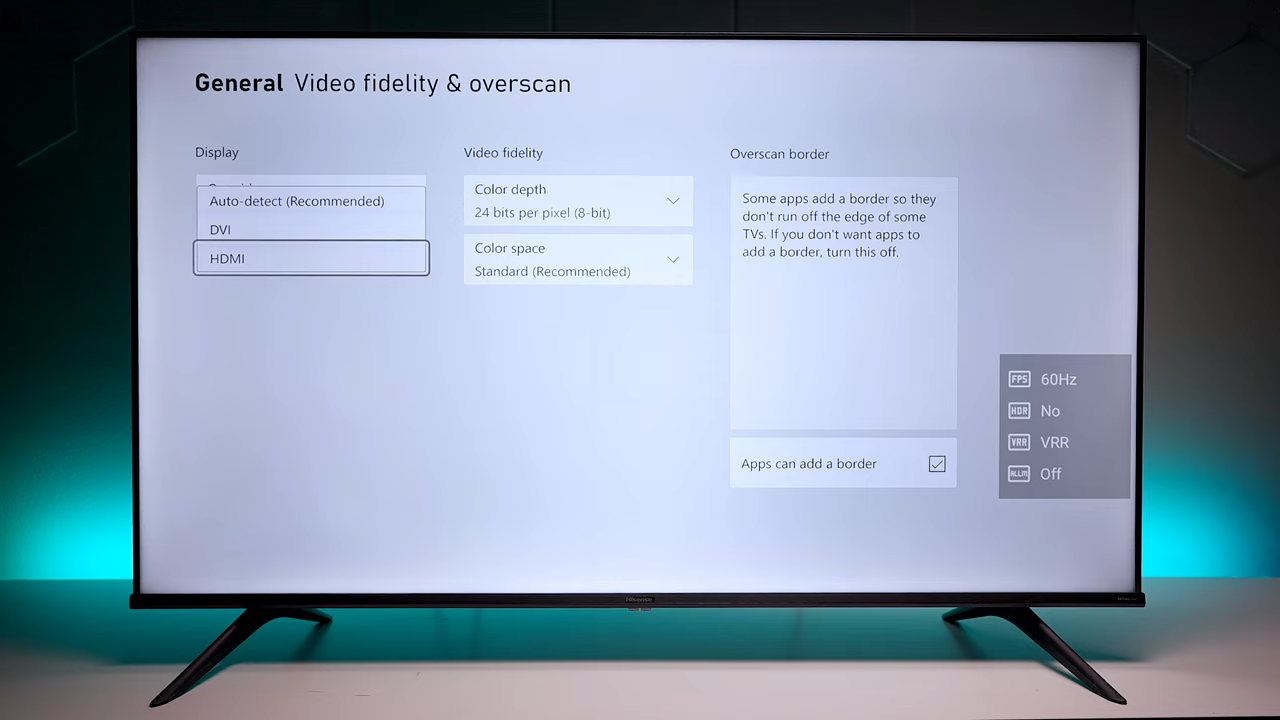 General Video fidelity & overscan
Display
Auto-detect (Recommended)
DVI
HDMI
Video fidelity
Color depth
24 bits per pixel (8-bit)
Color space
Standard (Recommended)
Overscan border
Some apps add a border so they
don't run off the edge of some
TVs. If you don't want apps to
add a border, turn this off.
Apps can add a border
FPS 60Hz
HDR No
VRR VRR
ALLM Off
Hisense